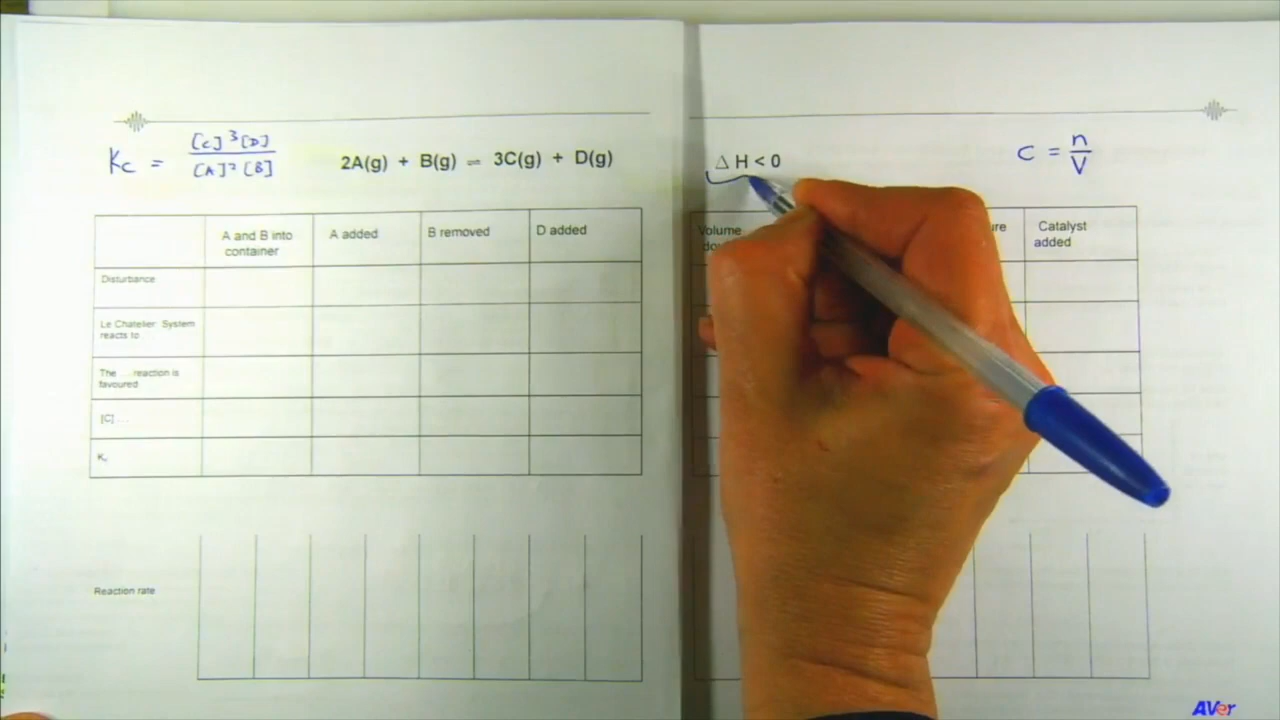 Kc = [C]³[D] / [A]² [B]
2A(g) + B(g) ⇌ 3C(g) + D(g)
Δ H < 0
C = n / V
A and B into container
A added
B removed
D added
Volume
Catalyst added
Disturbance
Le Chatelier: System reacts to
The ... reaction is favoured
[C] ...
Kc
Reaction rate
AVer